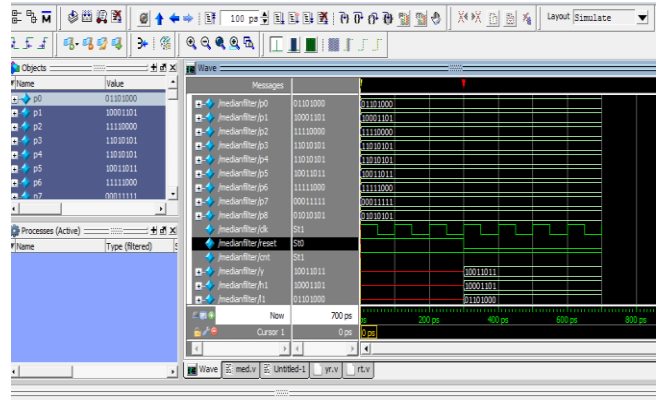 100 ps
Layout Simulate
Objects
Name Value
p0 01101000
p1 10001101
p2 11110000
p3 11010101
p4 11010101
p5 10011011
p6 11111000
p7 00011111
Processes (Active)
Name Type (filtered) S
Wave
Messages
/medianfilter/p0 01101000 01101000
/medianfilter/p1 10001101 10001101
/medianfilter/p2 11110000 11110000
/medianfilter/p3 11010101 11010101
/medianfilter/p4 11010101 11010101
/medianfilter/p5 10011011 10011011
/medianfilter/p6 11111000 11111000
/medianfilter/p7 00011111 00011111
/medianfilter/p8 01010101 01010101
/medianfilter/clk St1
/medianfilter/reset St0
/medianfilter/cnt St1
/medianfilter/y 10011011 10011011
/medianfilter/h1 10001101 10001101
/medianfilter/l1 01101000 01101000
Now 700 ps ps 200 ps 400 ps 600 ps 800 ps
Cursor 1 0 ps 0 ps
Wave med.v Untitled-1 yr.v rt.v